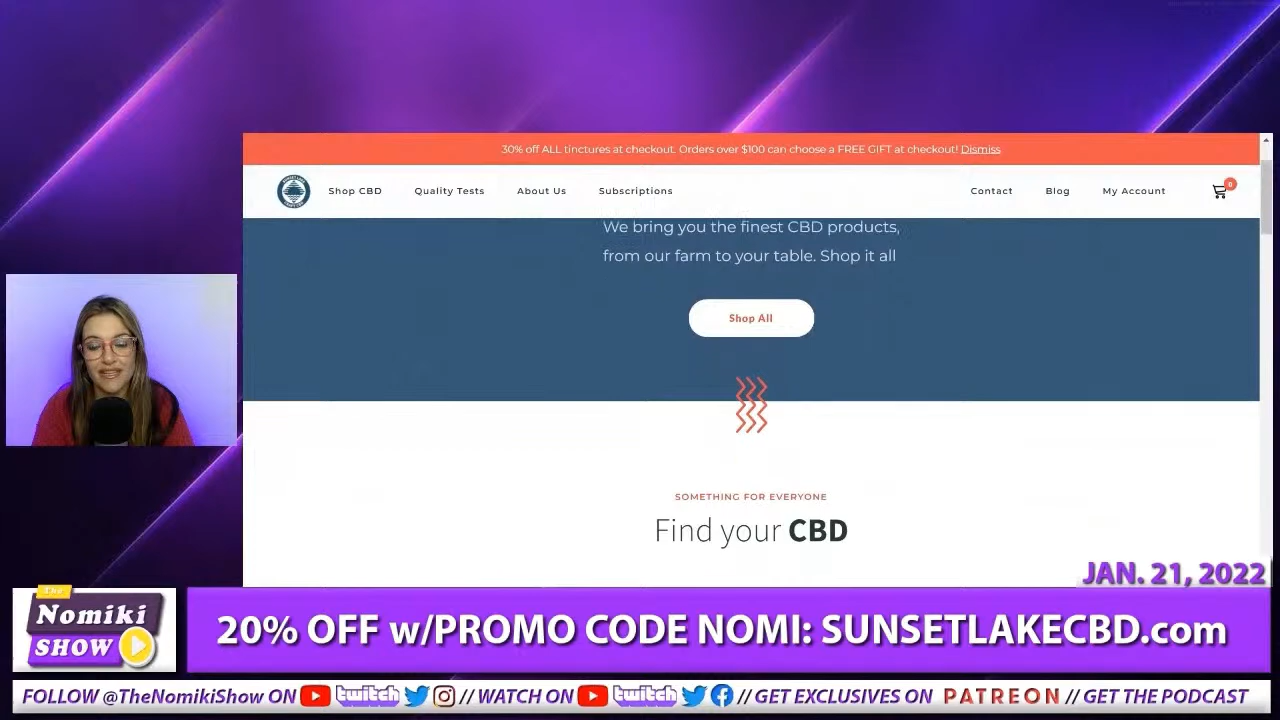 30% off ALL tinctures at checkout. Orders over $100 can choose a FREE GIFT at checkout! Dismiss
Shop CBD Quality Tests About Us Subscriptions Contact Blog My Account 0
We bring you the finest CBD products,
from our farm to your table. Shop it all
Shop All
SOMETHING FOR EVERYONE
Find your CBD
JAN. 21, 2022
The
Nomiki
SHOW
20% OFF w/PROMO CODE NOMI: SUNSETLAKECBD.com
FOLLOW @TheNomikiShow ON twitch // WATCH ON twitch // GET EXCLUSIVES ON PATREON // GET THE PODCAST